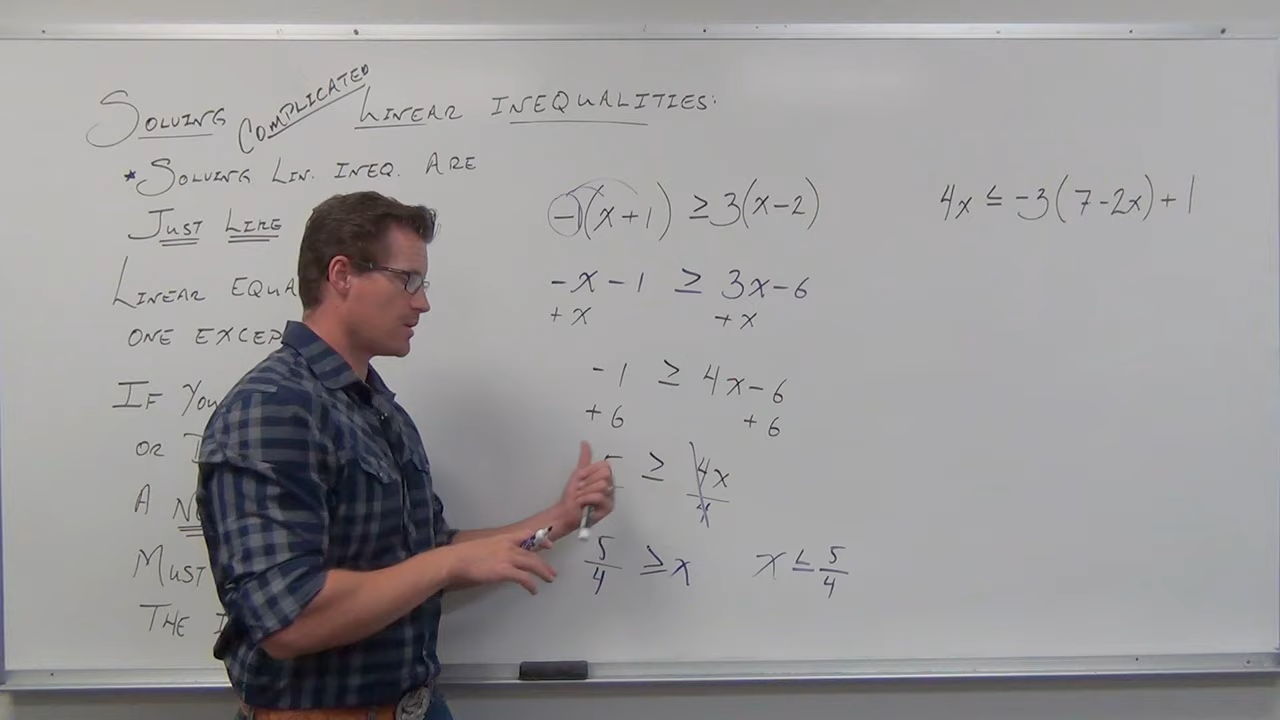 SOLVING COMPLICATED LINEAR INEQUALITIES:
*SOLVING LIN. INEQ. ARE
JUST LIKE
LINEAR
ONE
IF YOU
OR
A
MUST
THE
-1(x+1) ≥ 3(x-2)
-x-1 ≥ 3x-6
+x +x
-1 ≥ 4x-6
+6 +6
≥ 4x
4
5/4 ≥ x x ≤ 5/4
4x ≤ -3(7-2x)+1